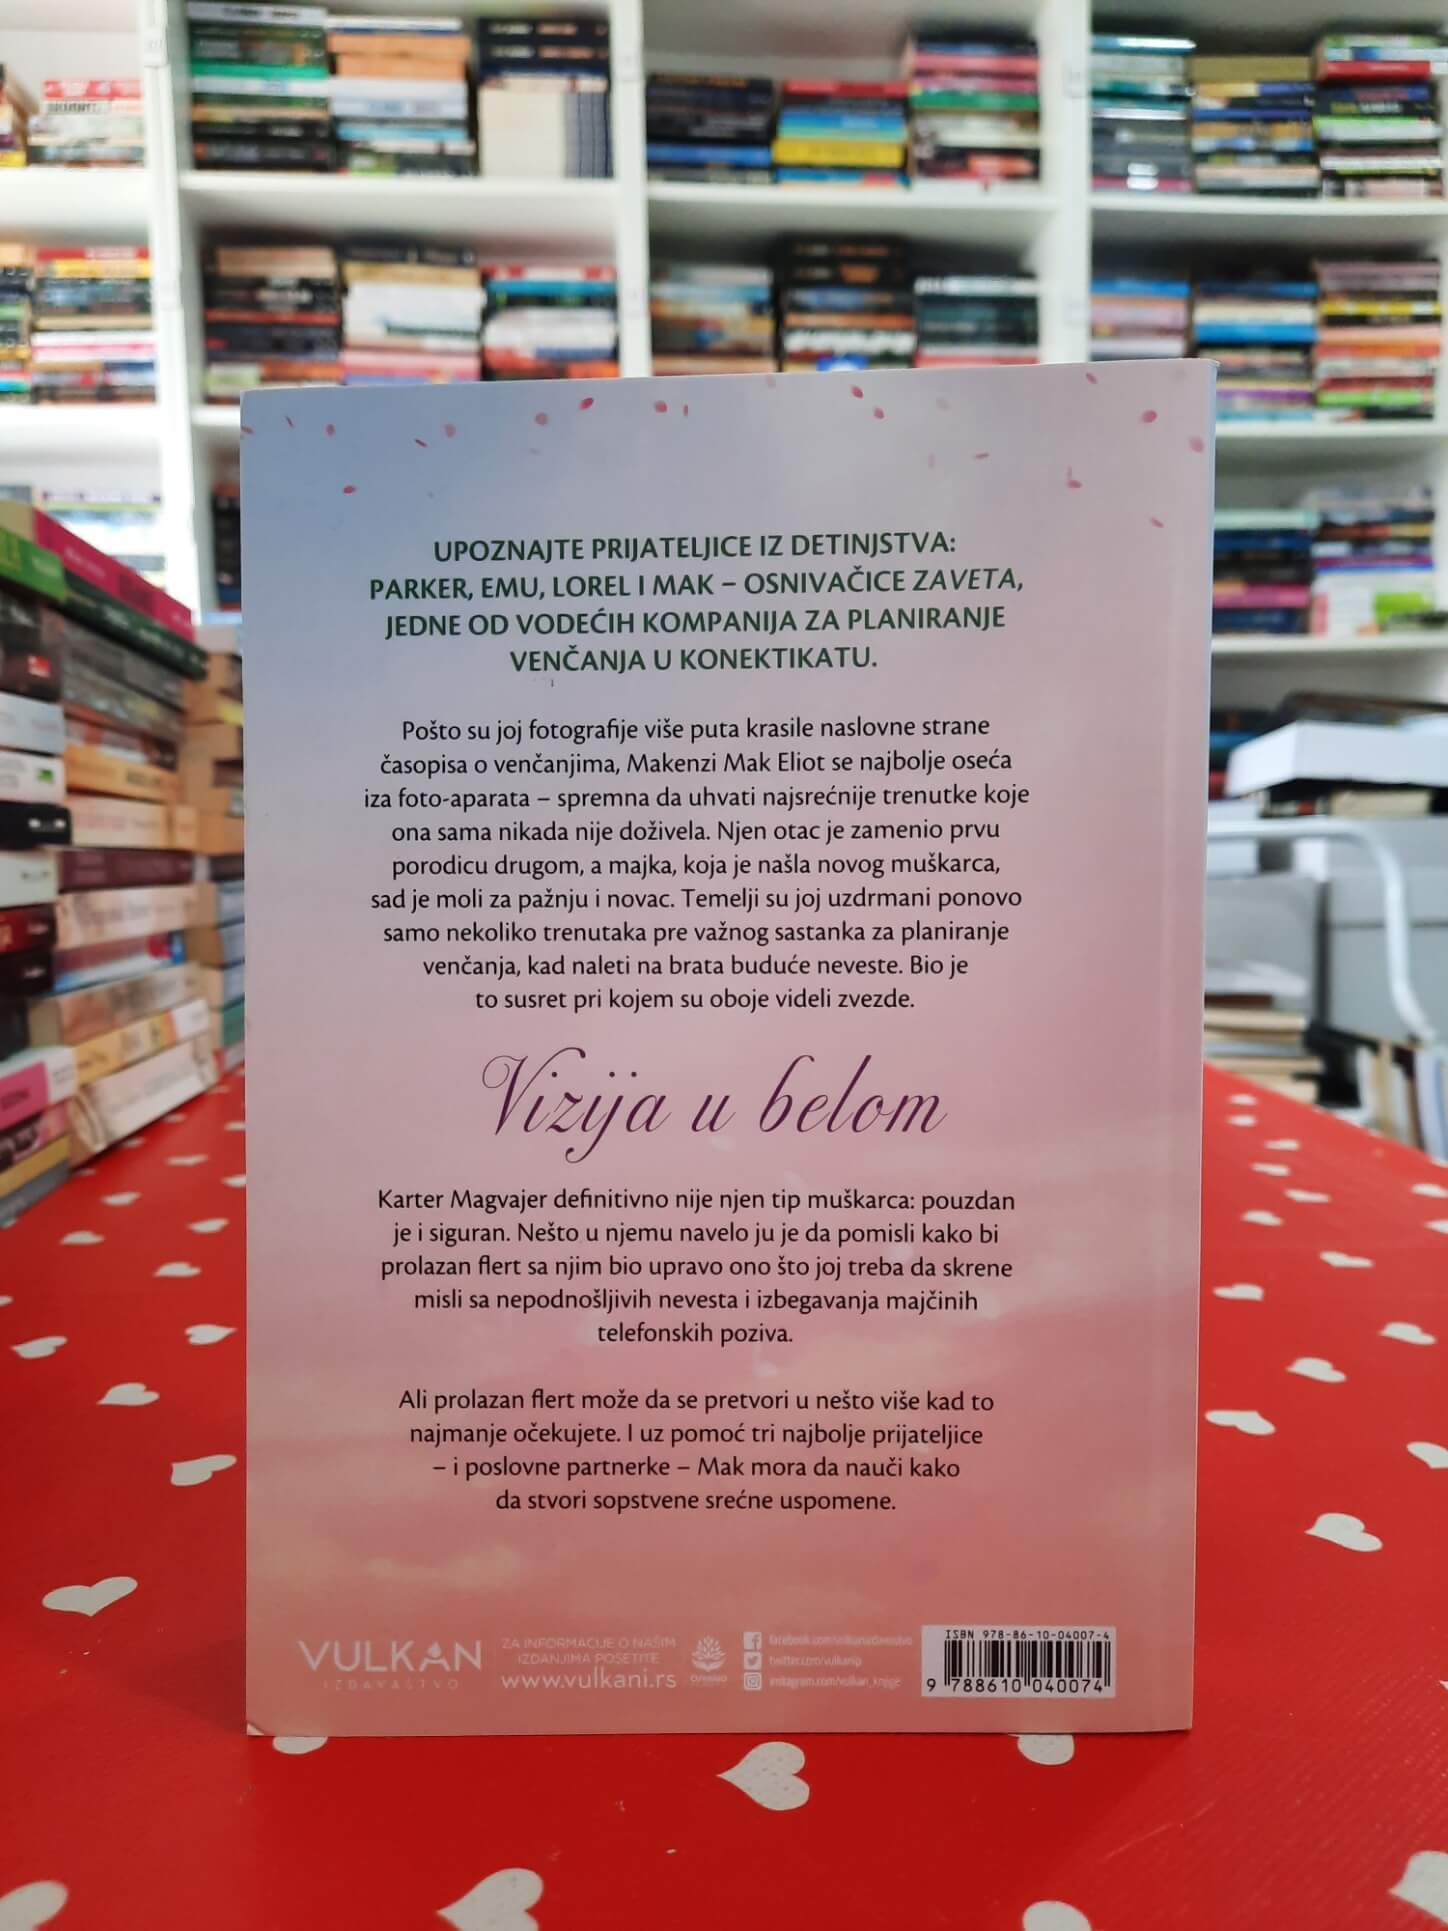 UPOZNAJTE PRIJATELJICE IZ DETINJSTVA:
PARKER, EMU, LOREL I MAK – OSNIVAČICE ZAVETA,
JEDNE OD VODEĆIH KOMPANIJA ZA PLANIRANJE
VENČANJA U KONEKTIKATU.
Pošto su joj fotografije više puta krasile naslovne strane
časopisa o venčanjima, Makenzi Mak Eliot se najbolje oseća
iza foto-aparata – spremna da uhvati najsrećnije trenutke koje
ona sama nikada nije doživela. Njen otac je zamenio prvu
porodicu drugom, a majka, koja je našla novog muškarca,
sad je moli za pažnju i novac. Temelji su joj uzdrmani ponovo
samo nekoliko trenutaka pre važnog sastanka za planiranje
venčanja, kad naleti na brata buduće neveste. Bio je
to susret pri kojem su oboje videli zvezde.
Vizija u belom
Karter Magvajer definitivno nije njen tip muškarca: pouzdan
je i siguran. Nešto u njemu navelo ju je da pomisli kako bi
prolazan flert sa njim bio upravo ono što joj treba da skrene
misli sa nepodnošljivih nevesta i izbegavanja majčinih
telefonskih poziva.
Ali prolazan flert može da se pretvori u nešto više kad to
najmanje očekujete. I uz pomoć tri najbolje prijateljice
– i poslovne partnerke – Mak mora da nauči kako
da stvori sopstvene srećne uspomene.
VULKAN
IZDAVAŠTVO
ZA INFORMACIJE O NAŠIM
IZDANJIMA POSETITE
www.vulkani.rs
facebook.com/vulkanizdavastvo
twitter.com/vulkanip
instagram.com/vulkan_knjige
ISBN 978-86-10-04007-4
9 788610 040074